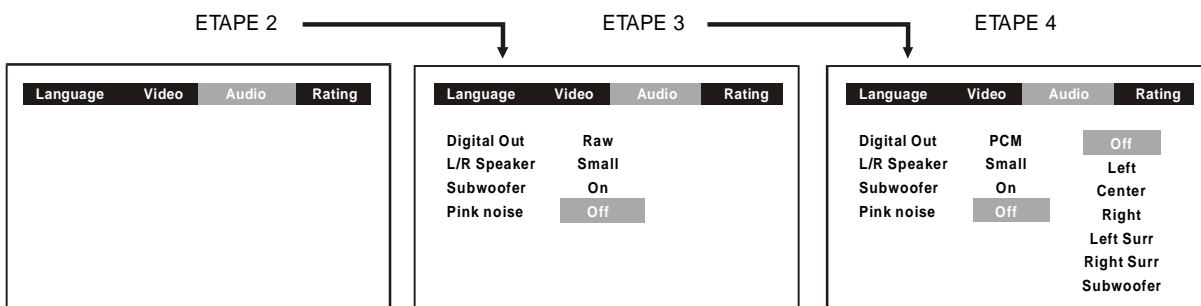 ETAPE 2
ETAPE 3
ETAPE 4
Language Video Audio Rating
Language Video Audio Rating
Digital Out Raw
L/R Speaker Small
Subwoofer On
Pink noise Off
Language Video Audio Rating
Digital Out PCM Off
L/R Speaker Small Left
Subwoofer On Center
Pink noise Off Right
Left Surr
Right Surr
Subwoofer